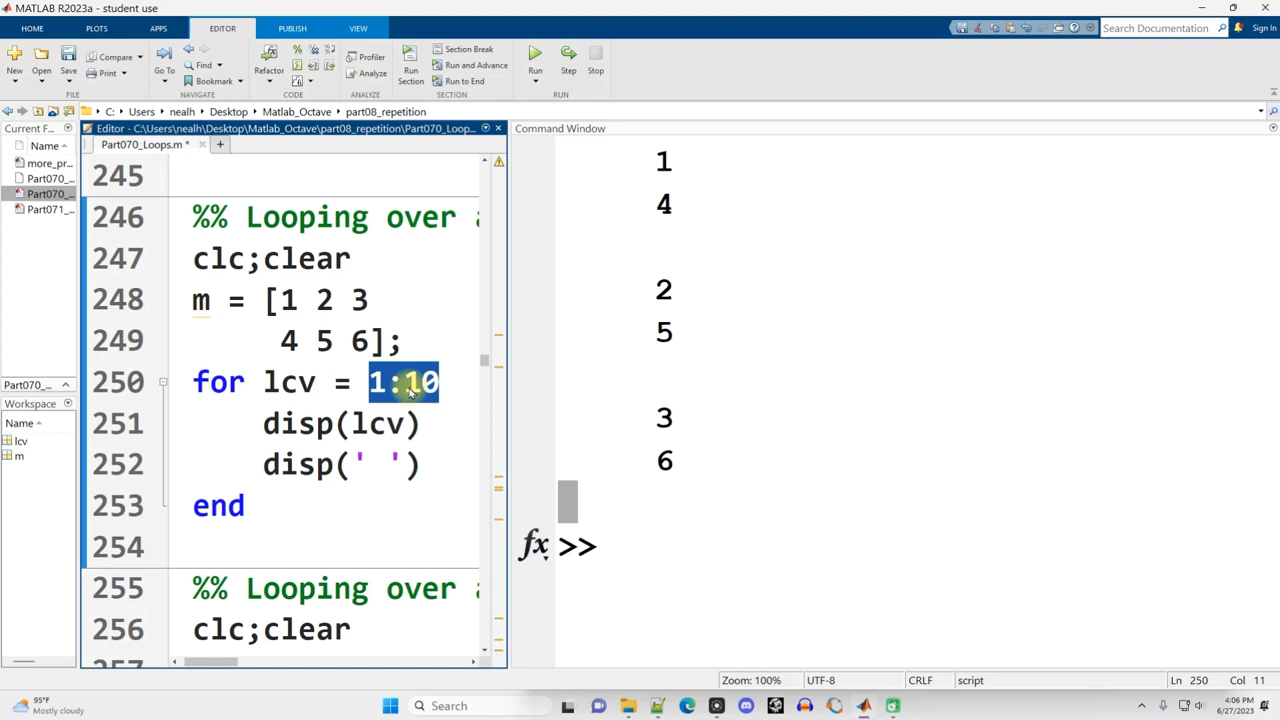 MATLAB R2023a - student use
HOME PLOTS APPS EDITOR PUBLISH VIEW Search Documentation Sign In
New Open Save Compare Print Go To Find Bookmark Refactor Profiler Analyze Run Section Section Break Run and Advance Run to End Run Step Stop
FILE NAVIGATE CODE ANALYZE SECTION RUN
C: Users nealh Desktop Matlab_Octave part08_repetition
Current F...
Name
more_pr...
Part070_...
Part070_...
Part071_...
Part070_...
Workspace
Name
lcv
m
Editor - C:\Users\nealh\Desktop\Matlab_Octave\part08_repetition\Part070_Loop...
Part070_Loops.m *
245
246 %% Looping over a
247 clc;clear
248 m = [1 2 3
249 4 5 6];
250 for lcv = 1:10
251 disp(lcv)
252 disp(' ')
253 end
254
255 %% Looping over a
256 clc;clear
Command Window
1
4
2
5
3
6
fx >>
Zoom: 100% UTF-8 CRLF script Ln 250 Col 11
95°F
Mostly cloudy
Search
4:06 PM
6/27/2023